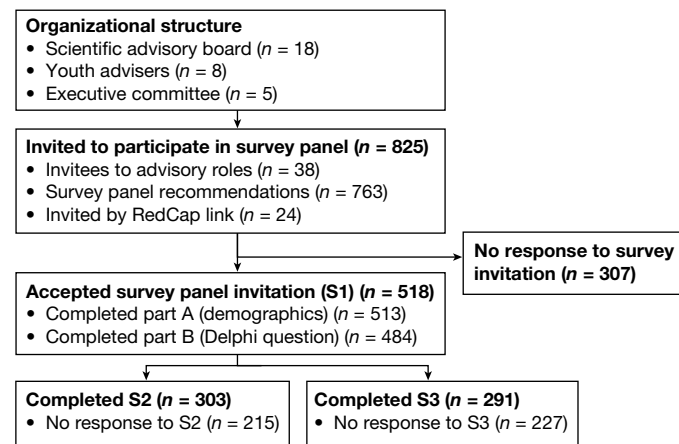 Organizational structure
• Scientific advisory board (n = 18)
• Youth advisers (n = 8)
• Executive committee (n = 5)
Invited to participate in survey panel (n = 825)
• Invitees to advisory roles (n = 38)
• Survey panel recommendations (n = 763)
• Invited by RedCap link (n = 24)
No response to survey
invitation (n = 307)
Accepted survey panel invitation (S1) (n = 518)
• Completed part A (demographics) (n = 513)
• Completed part B (Delphi question) (n = 484)
Completed S2 (n = 303)
• No response to S2 (n = 215)
Completed S3 (n = 291)
• No response to S3 (n = 227)